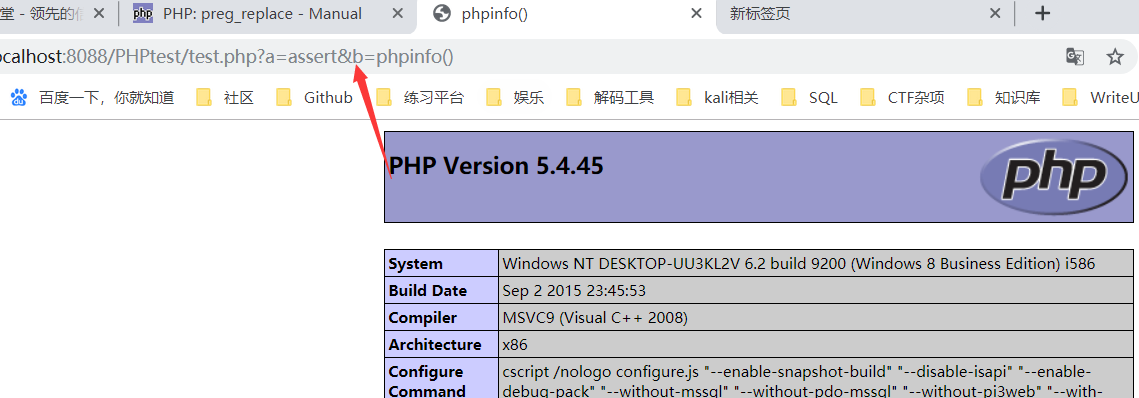 堂 - 领先的信 PHP: preg_replace - Manual phpinfo() 新标签页
ocalhost:8088/PHPtest/test.php?a=assert&b=phpinfo()
百度一下，你就知道 社区 Github 练习平台 娱乐 解码工具 kali相关 SQL CTF杂项 知识库 WriteU
PHP Version 5.4.45
php
System Windows NT DESKTOP-UU3KL2V 6.2 build 9200 (Windows 8 Business Edition) i586
Build Date Sep 2 2015 23:45:53
Compiler MSVC9 (Visual C++ 2008)
Architecture x86
Configure Command cscript /nologo configure.js "--enable-snapshot-build" "--disable-isapi" "--enable-
debug-pack" "--without-mssql" "--without-pdo-mssql" "--without-pi3web" "--with-